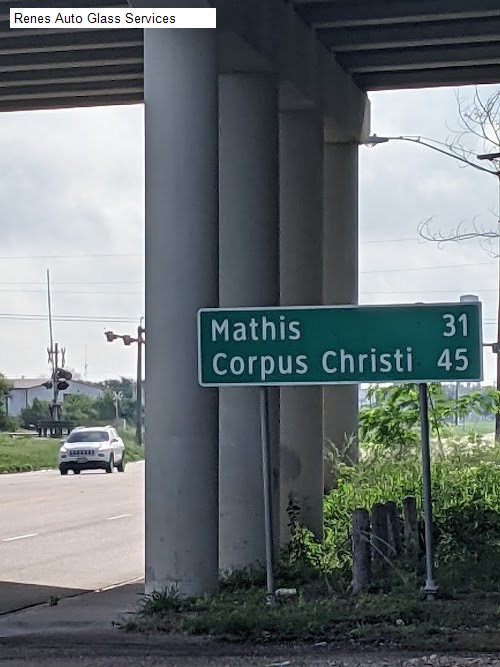 Renes Auto Glass Services
Mathis 31
Corpus Christi 45